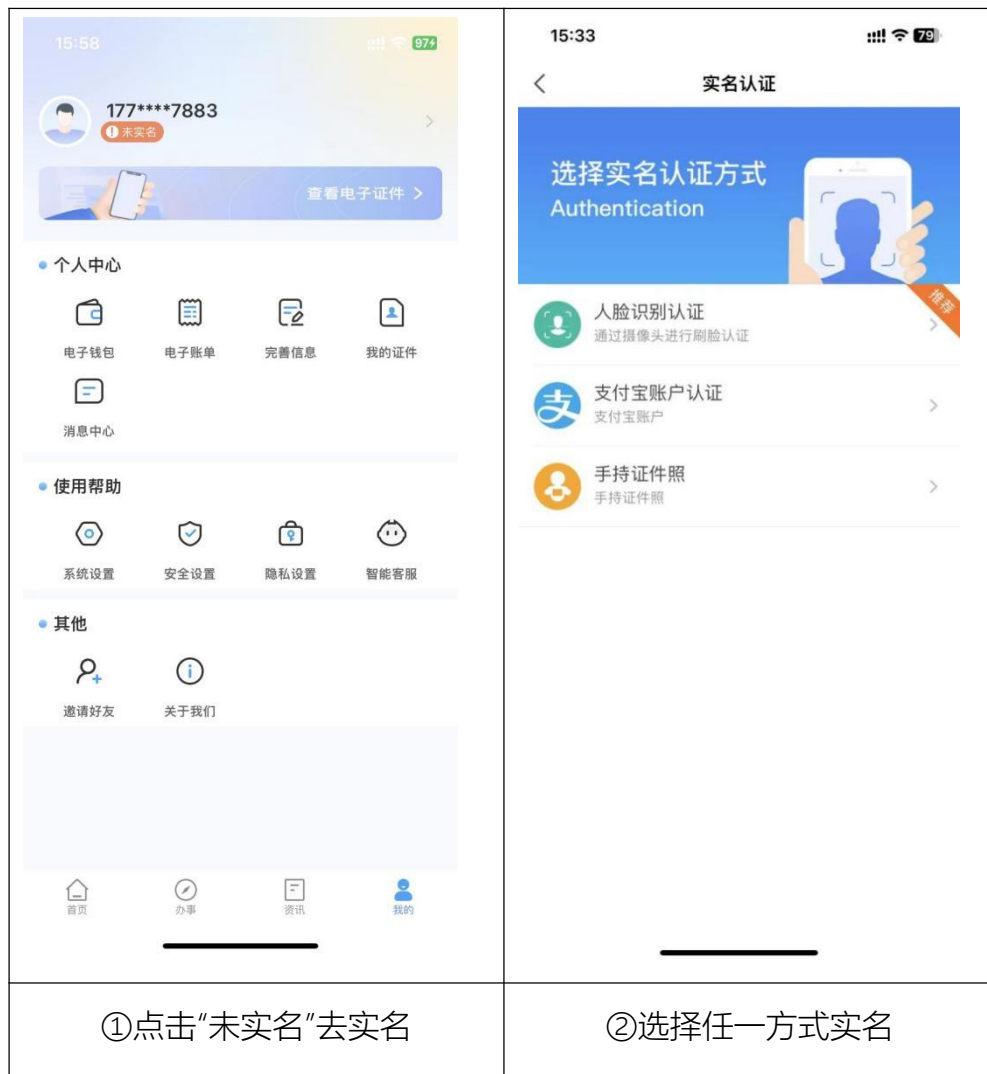 15:58
97
177****7883
未实名
查看电子证件 >
个人中心
电子钱包 电子账单 完善信息 我的证件
消息中心
使用帮助
系统设置 安全设置 隐私设置 智能客服
其他
邀请好友 关于我们
首页 办事 资讯 我的
①点击“未实名”去实名
15:33
79
实名认证
选择实名认证方式
Authentication
推荐
人脸识别认证
通过摄像头进行刷脸认证
支付宝账户认证
支付宝账户
手持证件照
手持证件照
②选择任一方式实名